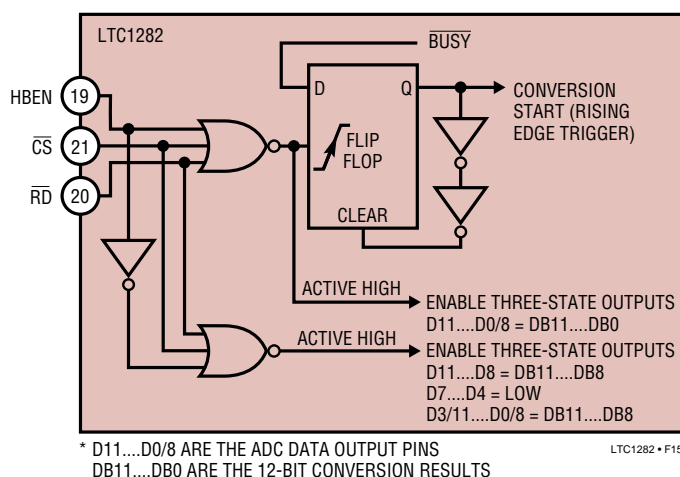 LTC1282
BUSY
HBEN 19
D Q
CONVERSION
START (RISING
EDGE TRIGGER)
CS 21
FLIP
FLOP
RD 20
CLEAR
ACTIVE HIGH
ENABLE THREE-STATE OUTPUTS
D11....D0/8 = DB11....DB0
ACTIVE HIGH
ENABLE THREE-STATE OUTPUTS
D11....D8 = DB11....DB8
D7....D4 = LOW
D3/11....D0/8 = DB11....DB8
* D11....D0/8 ARE THE ADC DATA OUTPUT PINS
DB11....DB0 ARE THE 12-BIT CONVERSION RESULTS
LTC1282 • F15